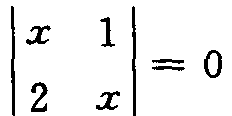 | x 1 |
| 2 x | = 0